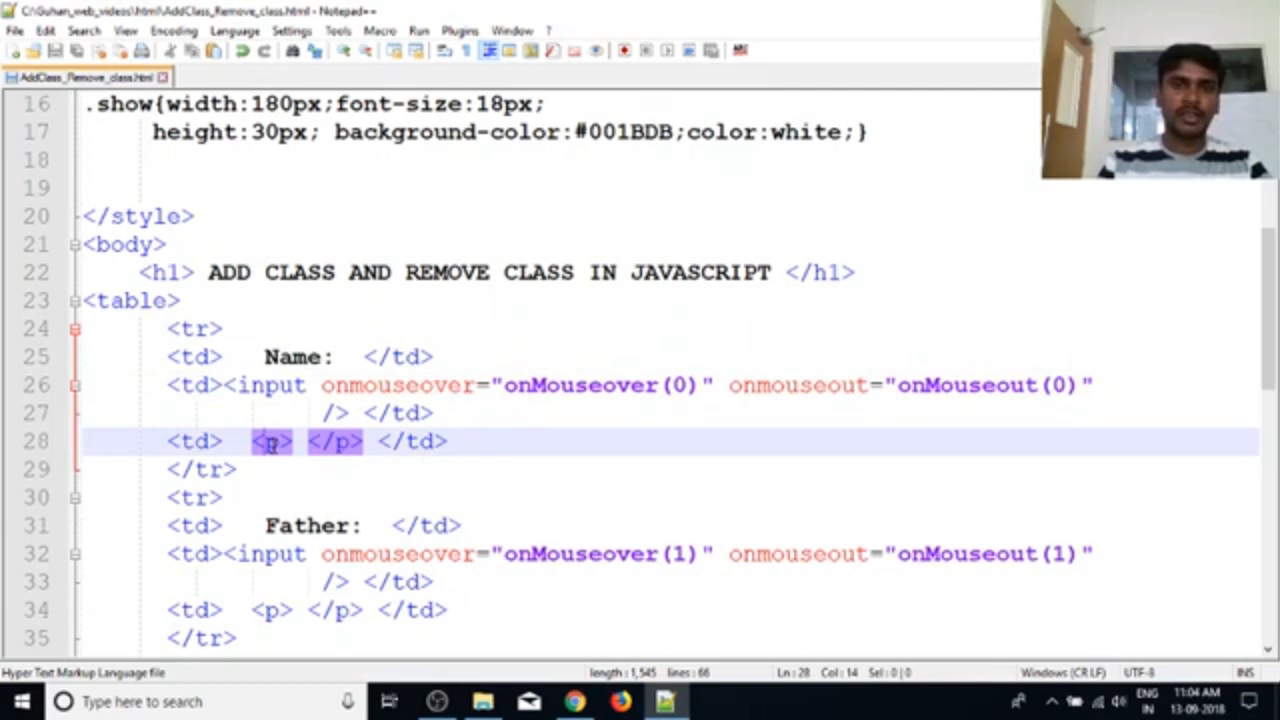 C:\Guhan_web_videos\html\AddClass_Remove_class.html - Notepad++
File Edit Search View Encoding Language Settings Tools Macro Run Plugins Window ?
AddClass_Remove_class.html
16 .show{width:180px;font-size:18px;
17 height:30px; background-color:#001BDB;color:white;}
18
19
20 </style>
21 <body>
22 <h1> ADD CLASS AND REMOVE CLASS IN JAVASCRIPT </h1>
23 <table>
24 <tr>
25 <td> Name: </td>
26 <td><input onmouseover="onMouseover(0)" onmouseout="onMouseout(0)"
27 /> </td>
28 <td> <p> </p> </td>
29 </tr>
30 <tr>
31 <td> Father: </td>
32 <td><input onmouseover="onMouseover(1)" onmouseout="onMouseout(1)"
33 /> </td>
34 <td> <p> </p> </td>
35 </tr>
Hyper Text Markup Language file length : 1,545 lines : 66 Ln : 28 Col : 14 Sel : 0 | 0 Windows (CR LF) UTF-8 INS
Type here to search
ENG
IN
11:04 AM
13-09-2018